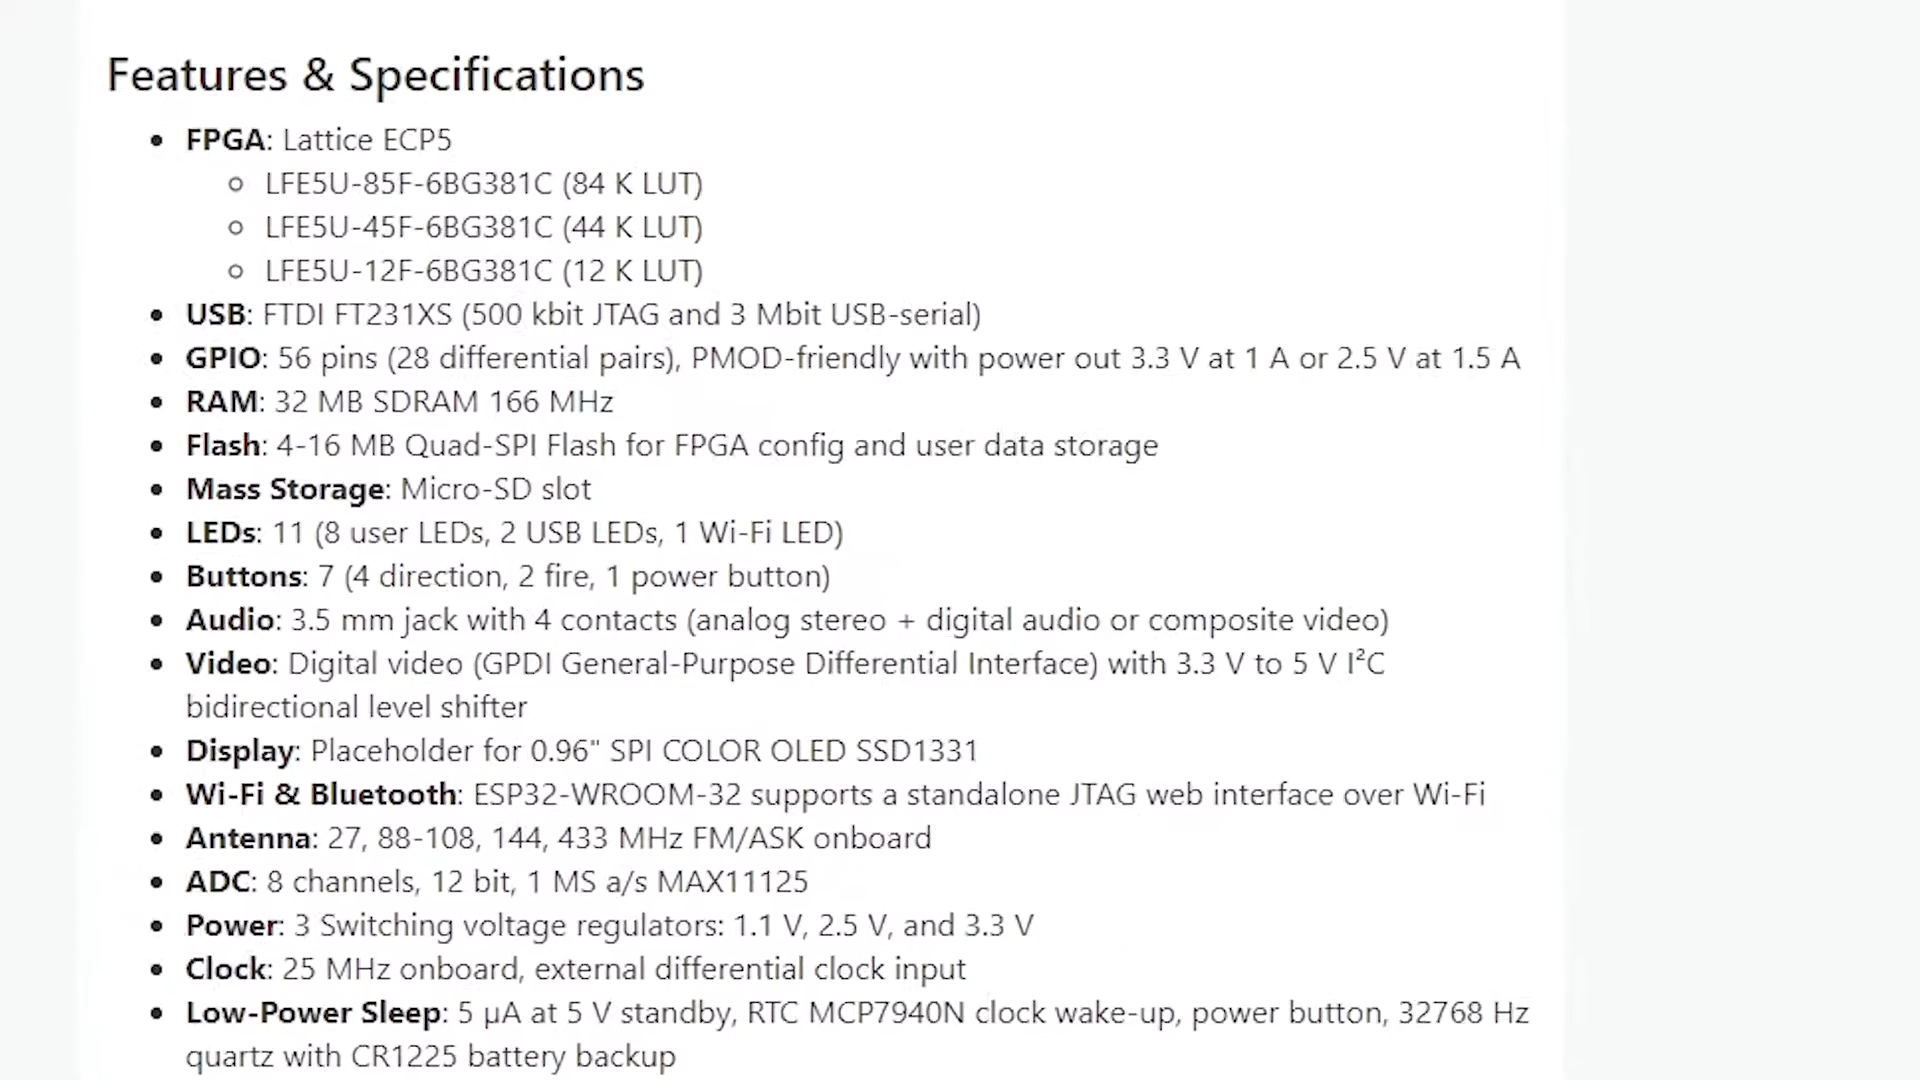 Features & Specifications
FPGA: Lattice ECP5
LFE5U-85F-6BG381C (84 K LUT)
LFE5U-45F-6BG381C (44 K LUT)
LFE5U-12F-6BG381C (12 K LUT)
USB: FTDI FT231XS (500 kbit JTAG and 3 Mbit USB-serial)
GPIO: 56 pins (28 differential pairs), PMOD-friendly with power out 3.3 V at 1 A or 2.5 V at 1.5 A
RAM: 32 MB SDRAM 166 MHz
Flash: 4-16 MB Quad-SPI Flash for FPGA config and user data storage
Mass Storage: Micro-SD slot
LEDs: 11 (8 user LEDs, 2 USB LEDs, 1 Wi-Fi LED)
Buttons: 7 (4 direction, 2 fire, 1 power button)
Audio: 3.5 mm jack with 4 contacts (analog stereo + digital audio or composite video)
Video: Digital video (GPDI General-Purpose Differential Interface) with 3.3 V to 5 V I²C
bidirectional level shifter
Display: Placeholder for 0.96" SPI COLOR OLED SSD1331
Wi-Fi & Bluetooth: ESP32-WROOM-32 supports a standalone JTAG web interface over Wi-Fi
Antenna: 27, 88-108, 144, 433 MHz FM/ASK onboard
ADC: 8 channels, 12 bit, 1 MS a/s MAX11125
Power: 3 Switching voltage regulators: 1.1 V, 2.5 V, and 3.3 V
Clock: 25 MHz onboard, external differential clock input
Low-Power Sleep: 5 µA at 5 V standby, RTC MCP7940N clock wake-up, power button, 32768 Hz
quartz with CR1225 battery backup